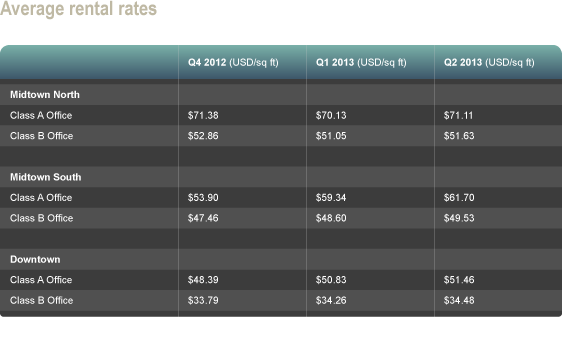 Average rental rates
Q4 2012 (USD/sq ft) Q1 2013 (USD/sq ft) Q2 2013 (USD/sq ft)
Midtown North
Class A Office $71.38 $70.13 $71.11
Class B Office $52.86 $51.05 $51.63
Midtown South
Class A Office $53.90 $59.34 $61.70
Class B Office $47.46 $48.60 $49.53
Downtown
Class A Office $48.39 $50.83 $51.46
Class B Office $33.79 $34.26 $34.48